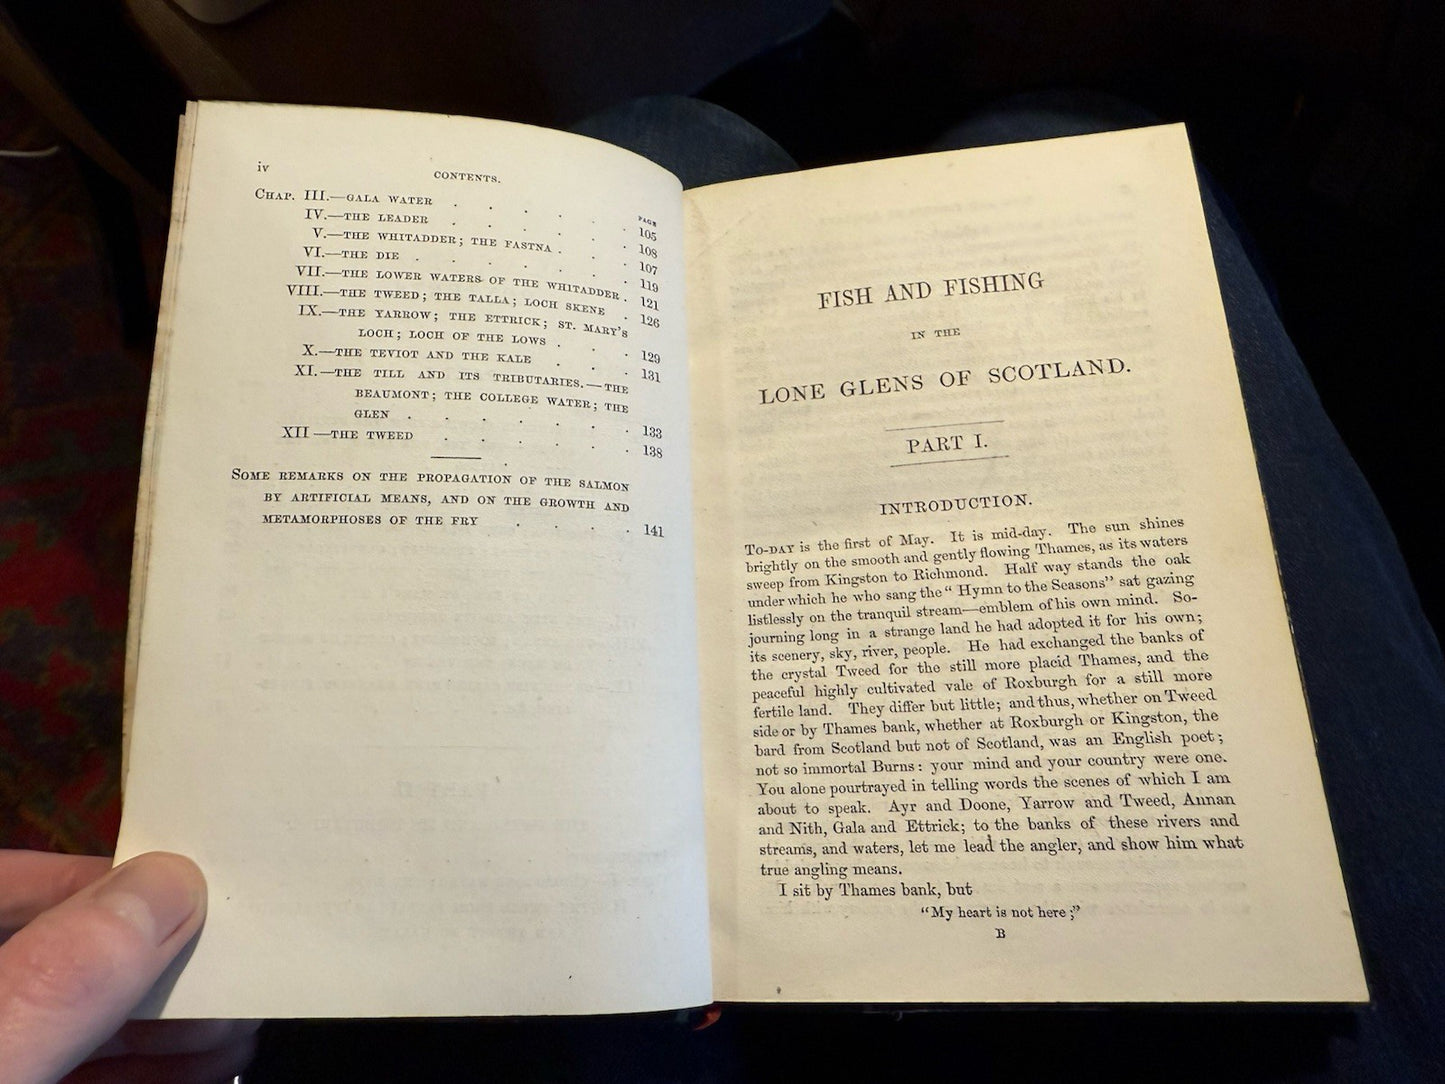 iv
CONTENTS.
PAGE
CHAP. III.—GALA WATER . . . . . . 105
IV.—THE LEADER . . . . . . 108
V.—THE WHITADDER; THE FASTNA . . . 107
VI.—THE DIE . . . . . . . 119
VII.—THE LOWER WATERS OF THE WHITADDER . 121
VIII.—THE TWEED; THE TALLA; LOCH SKENE . 126
IX.—THE YARROW; THE ETTRICK; ST. MARY'S
LOCH; LOCH OF THE LOWS . . . 129
X.—THE TEVIOT AND THE KALE . . . 131
XI.—THE TILL AND ITS TRIBUTARIES.—THE
BEAUMONT; THE COLLEGE WATER; THE
GLEN . . . . . . . 133
XII—THE TWEED . . . . . . 138
SOME REMARKS ON THE PROPAGATION OF THE SALMON
BY ARTIFICIAL MEANS, AND ON THE GROWTH AND
METAMORPHOSES OF THE FRY . . . . 141
FISH AND FISHING
IN THE
LONE GLENS OF SCOTLAND.
PART I.
INTRODUCTION.
TO-DAY is the first of May. It is mid-day. The sun shines
brightly on the smooth and gently flowing Thames, as its waters
sweep from Kingston to Richmond. Half way stands the oak
under which he who sang the "Hymn to the Seasons" sat gazing
listlessly on the tranquil stream—emblem of his own mind. So-
journing long in a strange land he had adopted it for his own;
its scenery, sky, river, people. He had exchanged the banks of
the crystal Tweed for the still more placid Thames, and the
peaceful highly cultivated vale of Roxburgh for a still more
fertile land. They differ but little; and thus, whether on Tweed
side or by Thames bank, whether at Roxburgh or Kingston, the
bard from Scotland but not of Scotland, was an English poet;
not so immortal Burns: your mind and your country were one.
You alone pourtrayed in telling words the scenes of which I am
about to speak. Ayr and Doone, Yarrow and Tweed, Annan
and Nith, Gala and Ettrick; to the banks of these rivers and
streams, and waters, let me lead the angler, and show him what
true angling means.
I sit by Thames bank, but
"My heart is not here;"
B